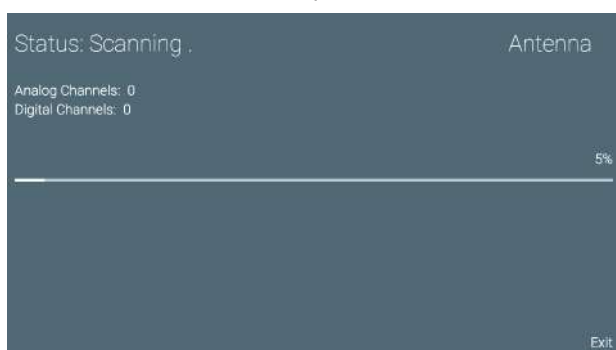 Status: Scanning . Antenna
Analog Channels: 0
Digital Channels: 0
5%
Exit